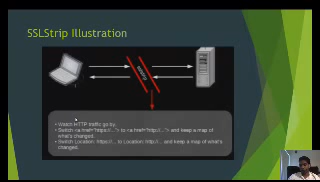 SSLStrip Illustration
• Watch HTTP traffic go by.
• Switch <a href="https://..."> to <a href="http://..."> and keep a map of
what's changed.
• Switch Location: https://... to Location: http://... and keep a map of what's
changed.